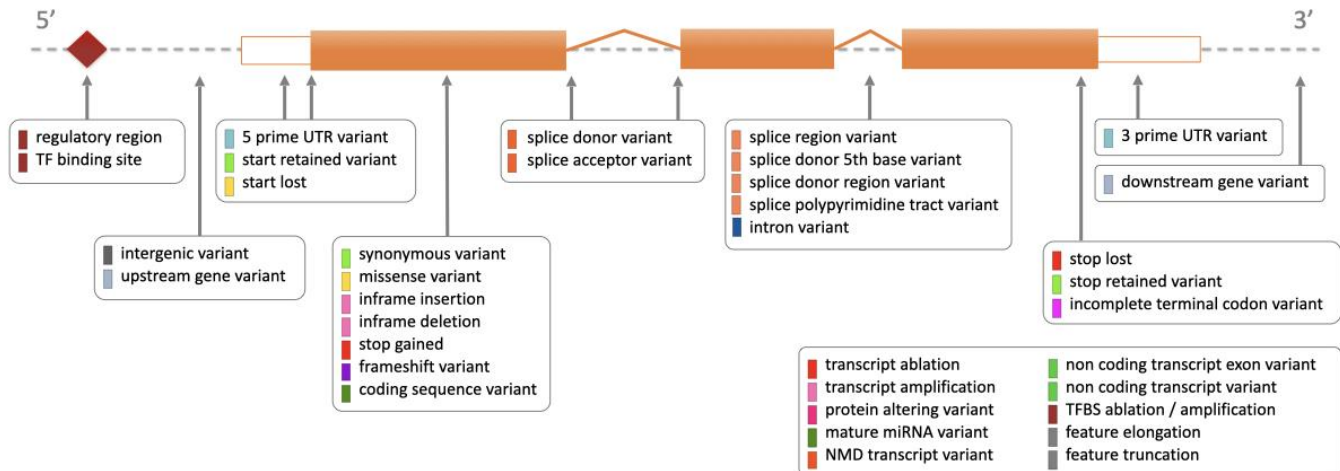 5’
3’
regulatory region
TF binding site
5 prime UTR variant
start retained variant
start lost
splice donor variant
splice acceptor variant
splice region variant
splice donor 5th base variant
splice donor region variant
splice polypyrimidine tract variant
intron variant
3 prime UTR variant
downstream gene variant
intergenic variant
upstream gene variant
synonymous variant
missense variant
inframe insertion
inframe deletion
stop gained
frameshift variant
coding sequence variant
stop lost
stop retained variant
incomplete terminal codon variant
transcript ablation
transcript amplification
protein altering variant
mature miRNA variant
NMD transcript variant
non coding transcript exon variant
non coding transcript variant
TFBS ablation / amplification
feature elongation
feature truncation